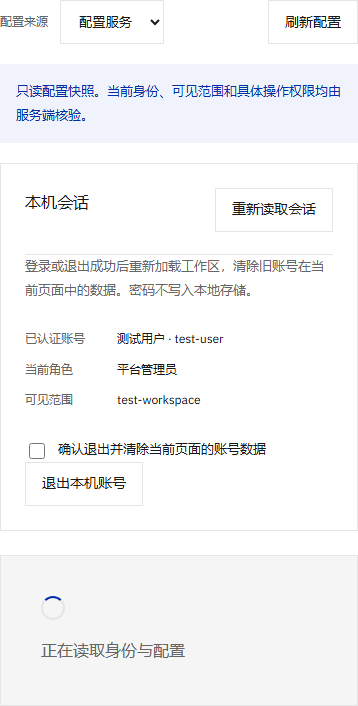 配置来源 配置服务 刷新配置
只读配置快照。当前身份、可见范围和具体操作权限均由
服务端核验。
本机会话 重新读取会话
登录或退出成功后重新加载工作区，清除旧账号在当
前页面中的数据。密码不写入本地存储。
已认证账号 测试用户 · test-user
当前角色 平台管理员
可见范围 test-workspace
确认退出并清除当前页面的账号数据
退出本机账号
正在读取身份与配置